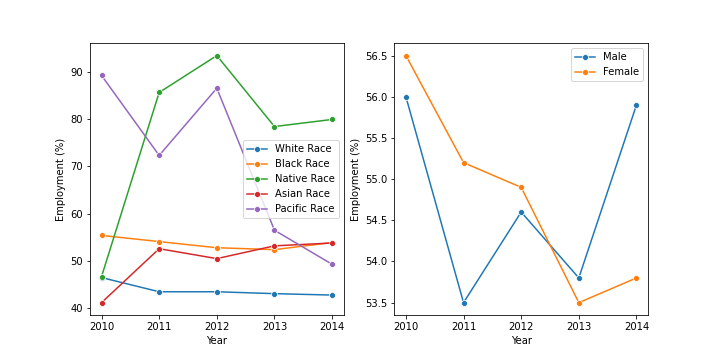 90
80
70
60
50
40
Employment (%)
2010 2011 2012 2013 2014
Year
White Race
Black Race
Native Race
Asian Race
Pacific Race
56.5
56.0
55.5
55.0
54.5
54.0
53.5
Employment (%)
2010 2011 2012 2013 2014
Year
Male
Female